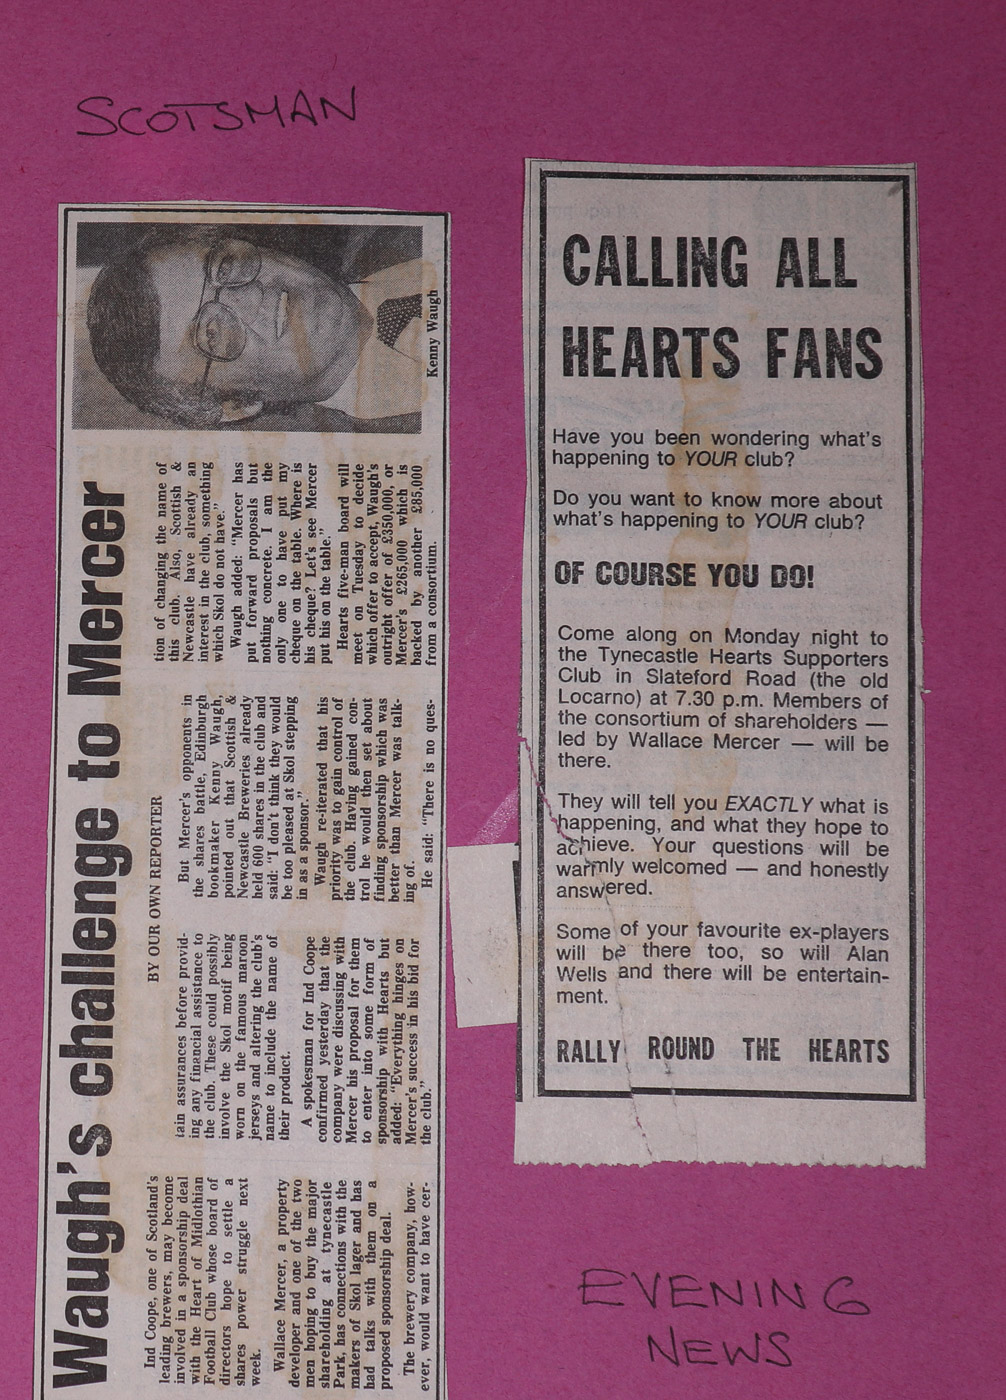 SCOTSMAN
Waugh's challenge to Mercer
BY OUR OWN REPORTER
Ind Coope, one of Scotland's
leading brewers, may become
involved in a sponsorship deal
with the Heart of Midlothian
Football Club whose board of
directors hope to settle a
shares power struggle next
week.
Wallace Mercer, a property
developer and one of the two
men hoping to buy the major
shareholding at tynecastle
Park, has connections with the
makers of Skol lager and has
had talks with them on a
proposed sponsorship deal.
The brewery company, how-
ever, would want to have cer-
tain assurances before provid-
ing any financial assistance to
the club. These could possibly
involve the Skol motif being
worn on the famous maroon
jerseys and altering the club's
name to include the name of
their product.
A spokesman for Ind Coope
confirmed yesterday that the
company were discussing with
Mercer his proposal for them
to enter into some form of
sponsorship with Hearts but
added: "Everything hinges on
Mercer's success in his bid for
the club."
But Mercer's opponents in
the shares battle, Edinburgh
bookmaker Kenny Waugh,
pointed out that Scottish &
Newcastle Breweries already
held 600 shares in the club and
said: "I don't think they would
be too pleased at Skol stepping
in as a sponsor."
Waugh re-iterated that his
priority was to gain control of
the club. Having gained con-
trol he would then set about
finding sponsorship which was
better than Mercer was talk-
ing of.
He said: "There is no ques-
tion of changing the name of
this club. Also, Scottish &
Newcastle have already an
interest in the club, something
which Skol do not have."
Waugh added: "Mercer has
put forward proposals but
nothing concrete. I am the
only one to have put my
cheque on the table. Where is
his cheque? Let's see Mercer
put his on the table."
Hearts five-man board will
meet on Tuesday to decide
which offer to accept, Waugh's
outright offer of £350,000, or
Mercer's £265,000 which is
backed by another £85,000
from a consortium.
Kenny Waugh
CALLING ALL
HEARTS FANS
Have you been wondering what's
happening to YOUR club?
Do you want to know more about
what's happening to YOUR club?
OF COURSE YOU DO!
Come along on Monday night to
the Tynecastle Hearts Supporters
Club in Slateford Road (the old
Locarno) at 7.30 p.m. Members of
the consortium of shareholders —
led by Wallace Mercer — will be
there.
They will tell you EXACTLY what is
happening, and what they hope to
achieve. Your questions will be
warmly welcomed — and honestly
answered.
Some of your favourite ex-players
will be there too, so will Alan
Wells and there will be entertain-
ment.
RALLY ROUND THE HEARTS
EVENING
NEWS